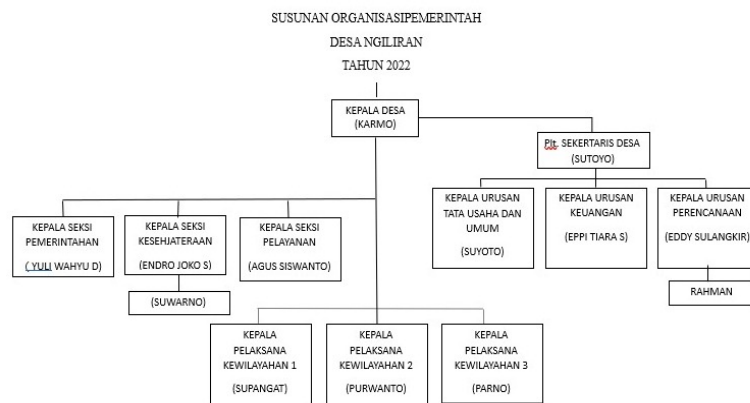 SUSUNAN ORGANISASIPEMERINTAH
DESA NGILIRAN
TAHUN 2022
KEPALA DESA
(KARMO)
Plt. SEKERTARIS DESA
(SUTOYO)
KEPALA SEKSI
PEMERINTAHAN
( YULI WAHYU D)
KEPALA SEKSI
KESEHJATERAAN
(ENDRO JOKO S)
(SUWARNO)
KEPALA SEKSI
PELAYANAN
(AGUS SISWANTO)
KEPALA URUSAN
TATA USAHA DAN
UMUM
(SUYOTO)
KEPALA URUSAN
KEUANGAN
(EPPI TIARA S)
KEPALA URUSAN
PERENCANAAN
(EDDY SULANGKIR)
RAHMAN
KEPALA
PELAKSANA
KEWILAYAHAN 1
(SUPANGAT)
KEPALA
PELAKSANA
KEWILAYAHAN 2
(PURWANTO)
KEPALA
PELAKSANA
KEWILAYAHAN 3
(PARNO)